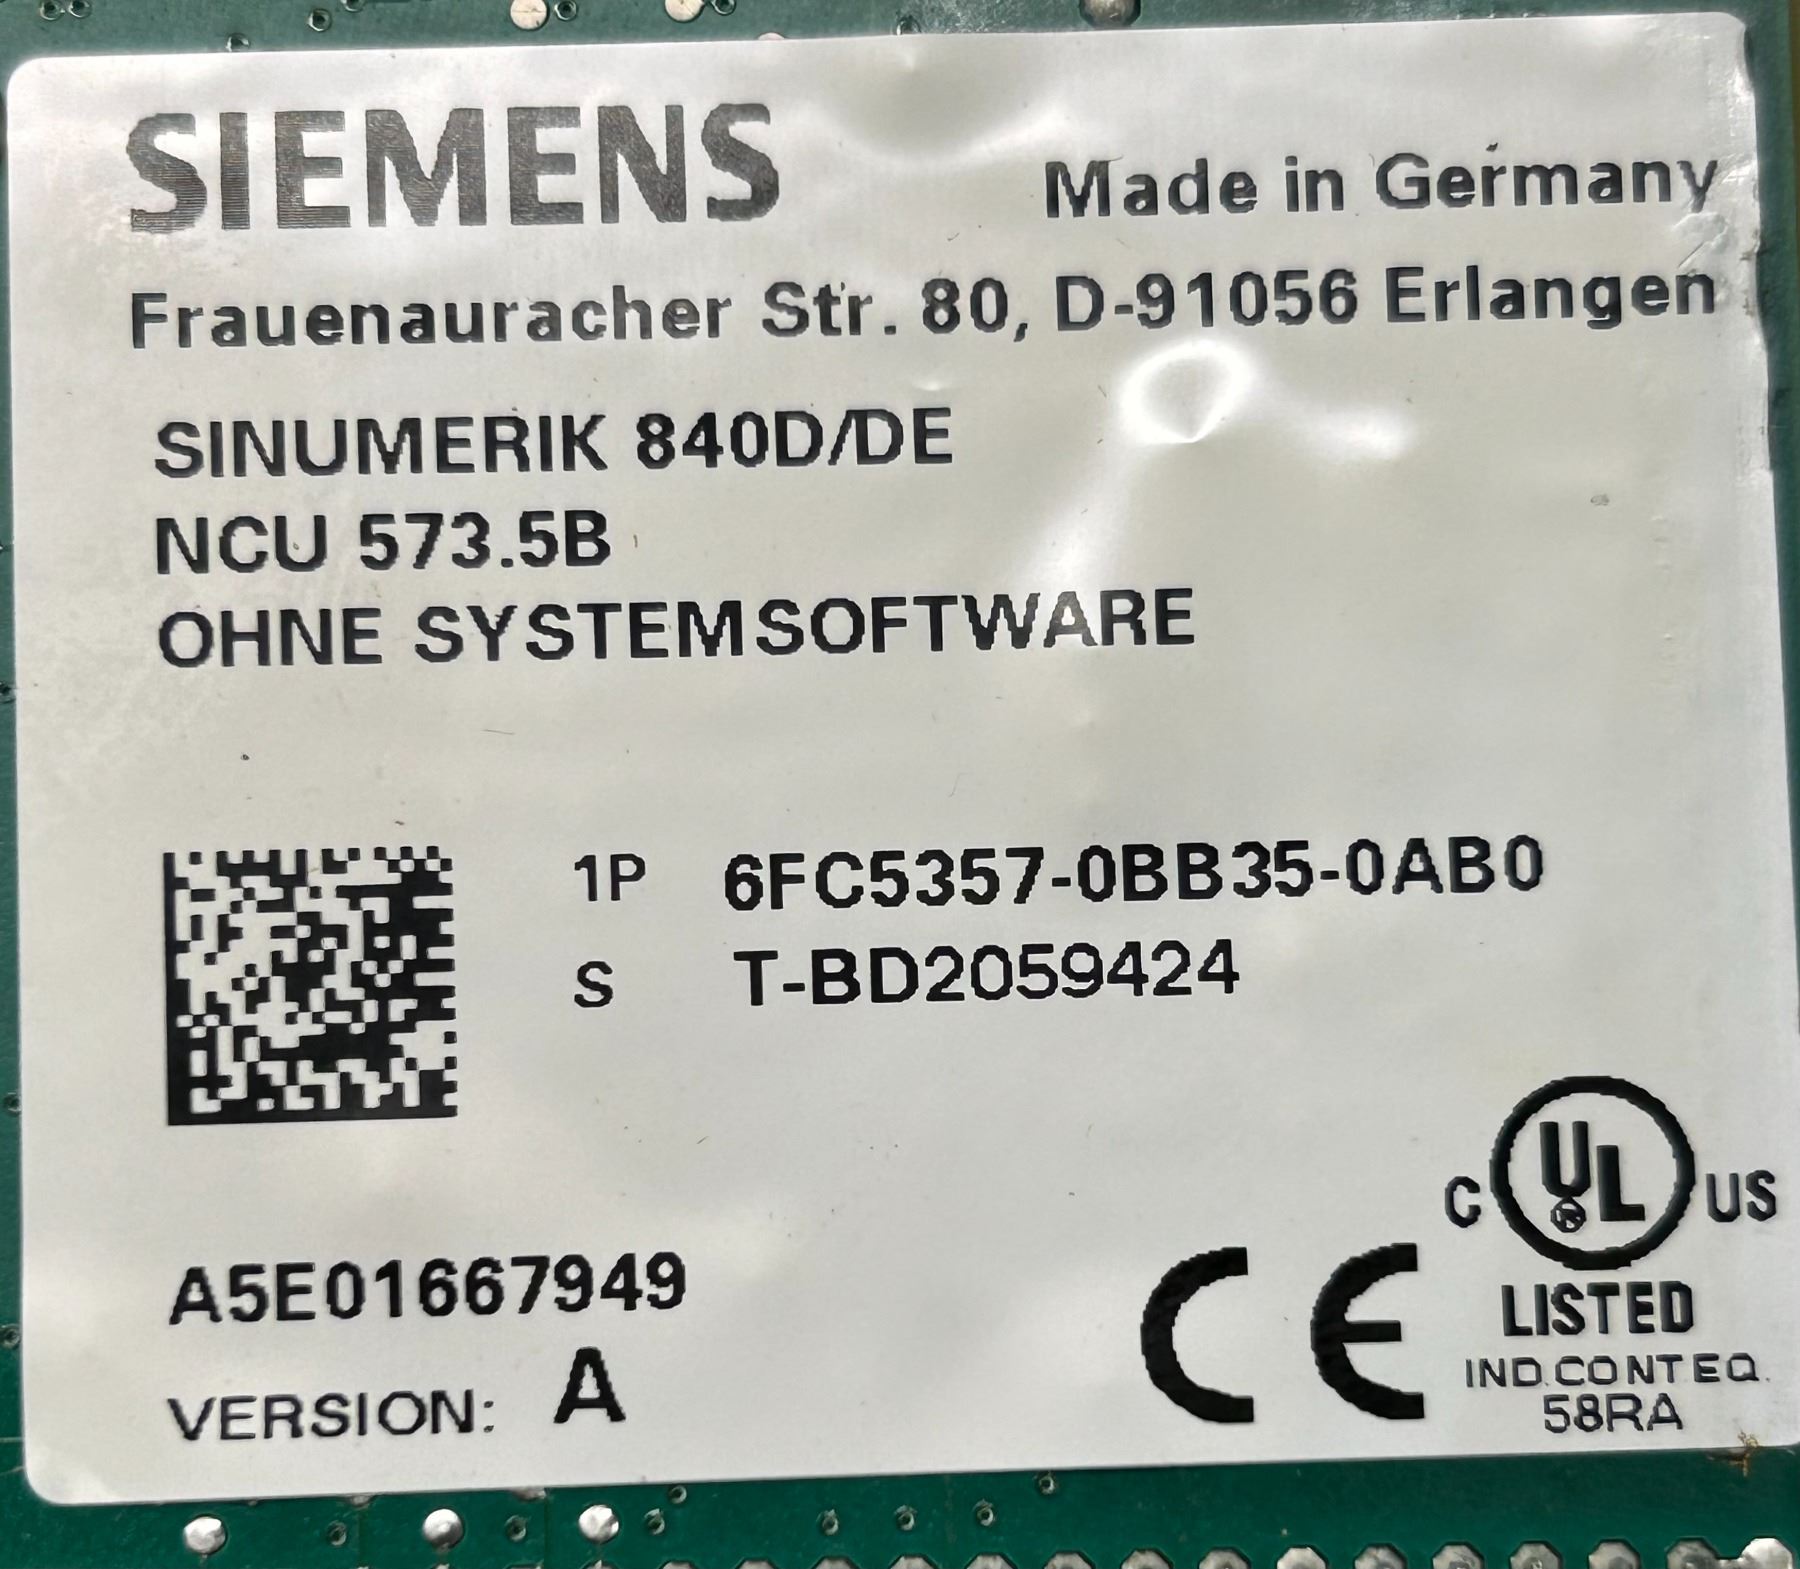 SIEMENS
Made in Germany
Frauenauracher Str. 80, D-91056 Erlangen
SINUMERIK 840D/DE
NCU 573.5B
OHNE SYSTEMSOFTWARE
1P 6FC5357-0BB35-0AB0
S T-BD2059424
A5E01667949
VERSION: A
CE
C UL US
LISTED
IND.CONT EQ.
58RA